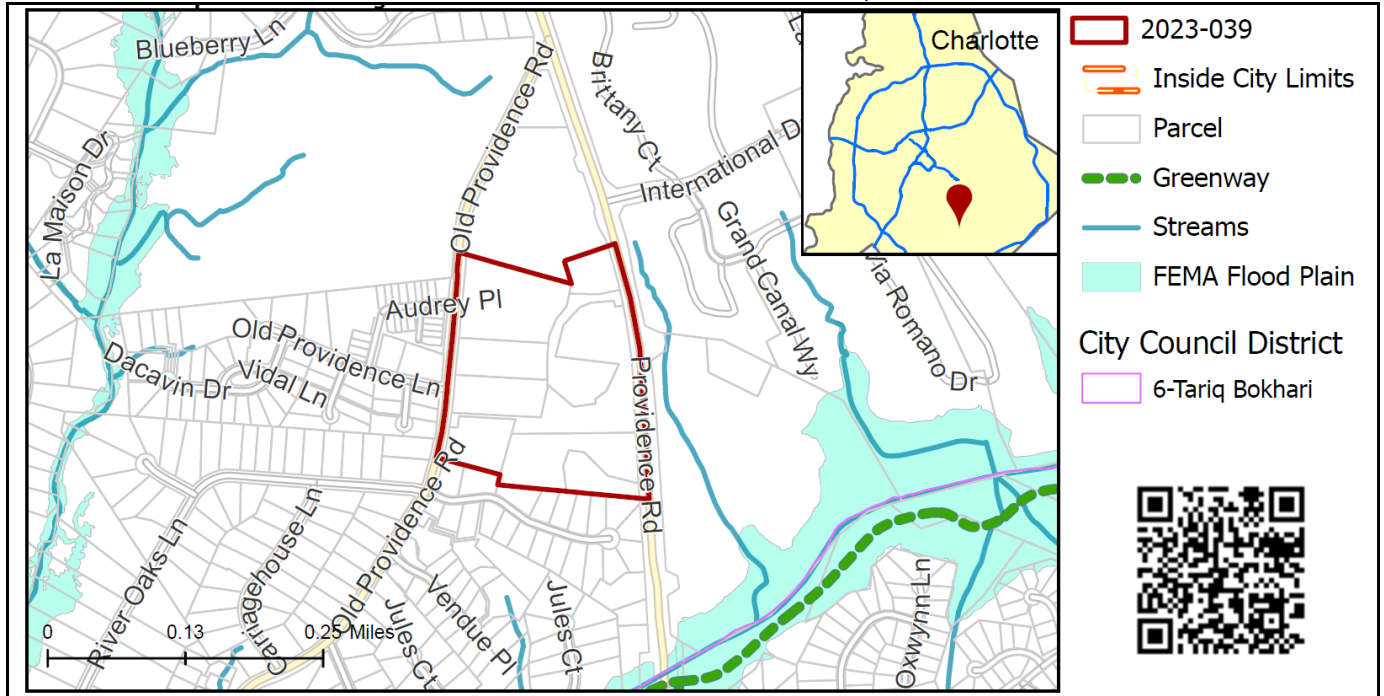 Blueberry Ln
Old Providence Rd
Brittany Ct
International D
La Maison Dr
Old Providence Rd
Grand Canal Wy
Via Romano Dr
Audrey Pl
Old Providence Ln
Dacavin Dr
Vidal Ln
Providence Rd
Old Providence Rd
River Oaks Ln
Carriagehouse Ln
Vendue Pl
Jules Ct
Jules Ct
Oxwynn Ln
0 0.13 0.25 Miles
Charlotte
2023-039
Inside City Limits
Parcel
Greenway
Streams
FEMA Flood Plain
City Council District
6-Tariq Bokhari